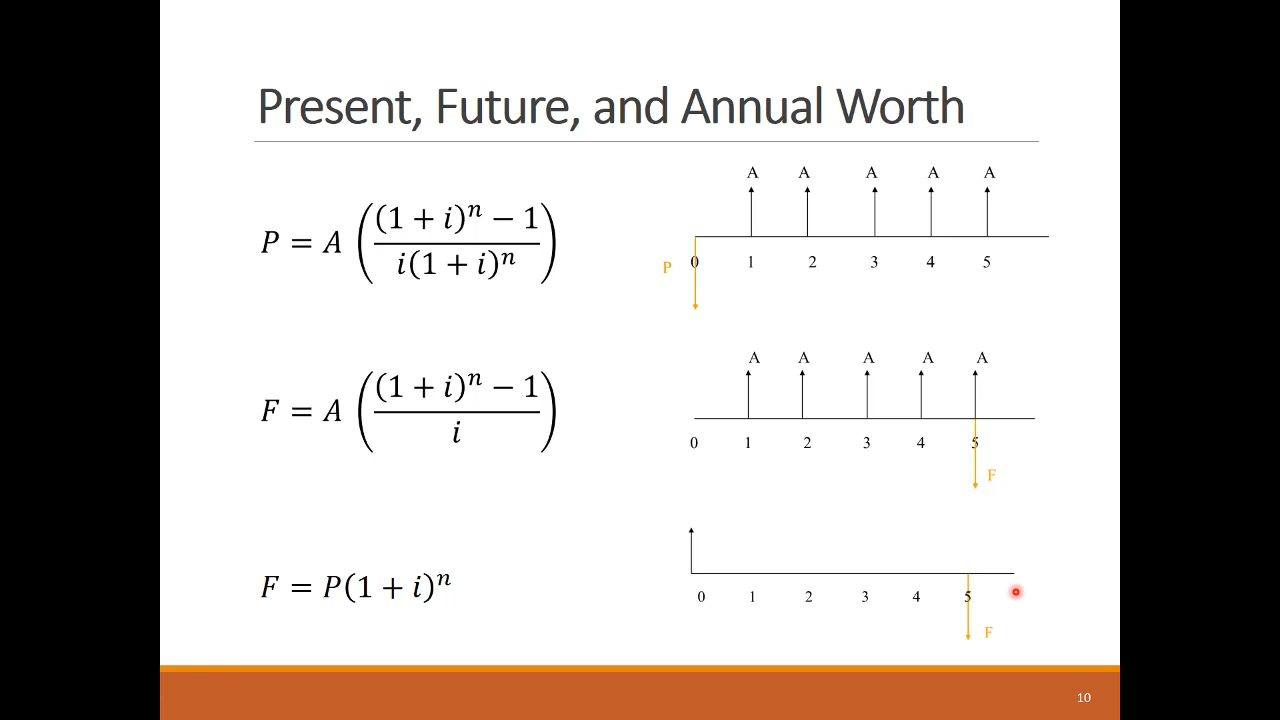 Present, Future, and Annual Worth
P = A ( ((1 + i)^n − 1) / (i(1 + i)^n) )
A A A A A
P
0 1 2 3 4 5
F = A ( ((1 + i)^n − 1) / i )
A A A A A
0 1 2 3 4 5
F
F = P(1 + i)^n
0 1 2 3 4 5
F
10